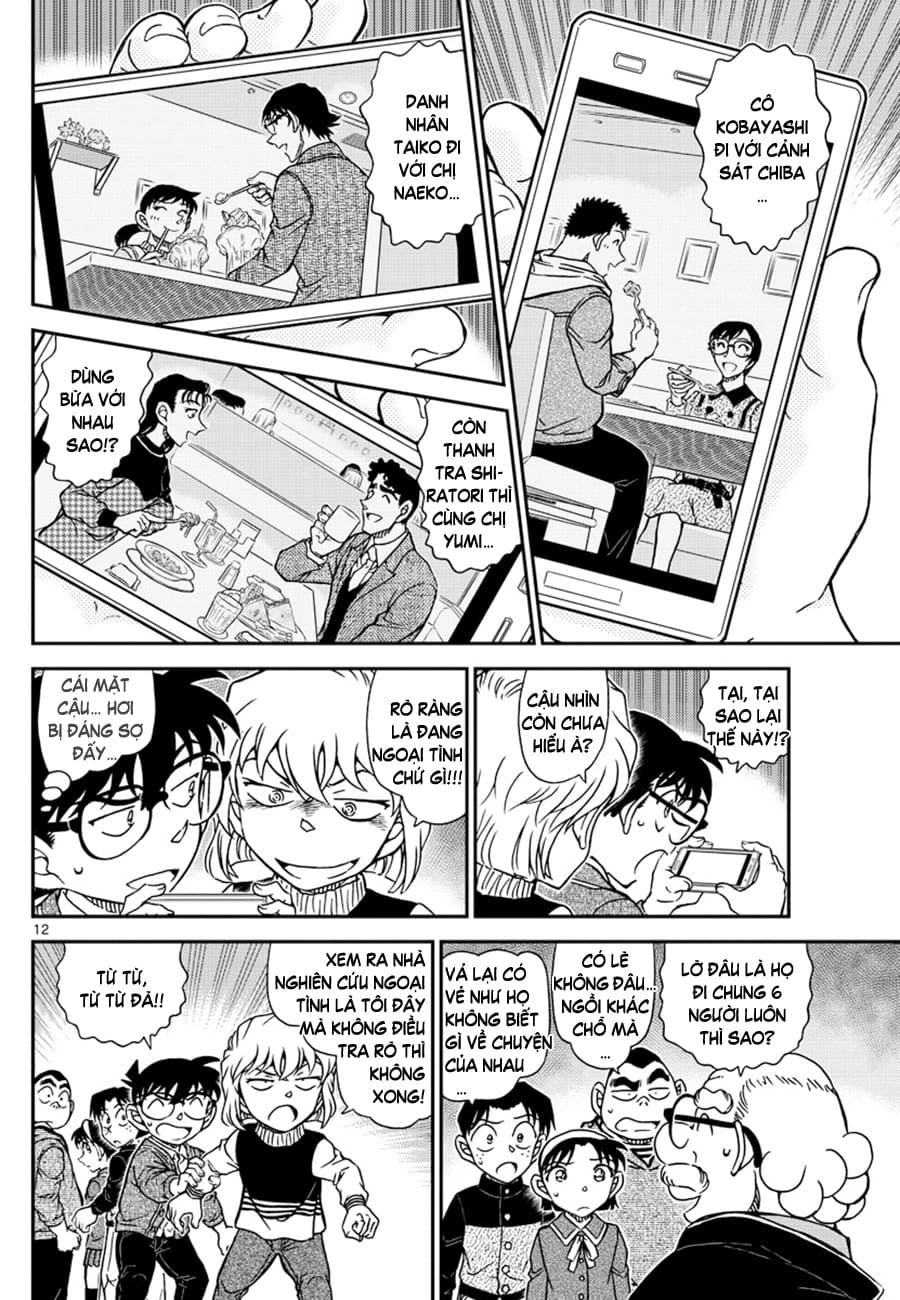 CÔ
KOBAYASHI
ĐI VỚI CẢNH
SÁT CHIBA
...
DANH
NHÂN
TAIKO ĐI
VỚI CHỊ
NAEKO...
CÒN
THANH
TRA SHI-
RATORI THÌ
CÙNG CHỊ
YUMI...
DÙNG
BỮA VỚI
NHAU
SAO!?
TẠI, TẠI
SAO LẠI
THẾ NÀY!?
CẬU NHÌN
CÒN CHƯA
HIỂU À?
RÕ RÀNG
LÀ ĐANG
NGOẠI TÌNH
CHỨ GÌ!!!
CÁI MẶT
CẬU... HƠI
BỊ ĐÁNG SỢ
ĐẤY...
12
LỠ ĐÂU LÀ HỌ
ĐI CHUNG 6
NGƯỜI LUÔN
THÌ SAO?
CÓ LẼ
KHÔNG ĐÂU...
NGỒI KHÁC
CHỖ MÀ
...
VẢ LẠI CÓ
VẺ NHƯ HỌ
KHÔNG BIẾT
GÌ VỀ CHUYỆN
CỦA NHAU
...
XEM RA NHÀ
NGHIÊN CỨU NGOẠI
TÌNH LÀ TÔI ĐÂY
MÀ KHÔNG ĐIỀU
TRA RÕ THÌ
KHÔNG
XONG!
TỪ TỪ,
TỪ TỪ ĐÃ!!